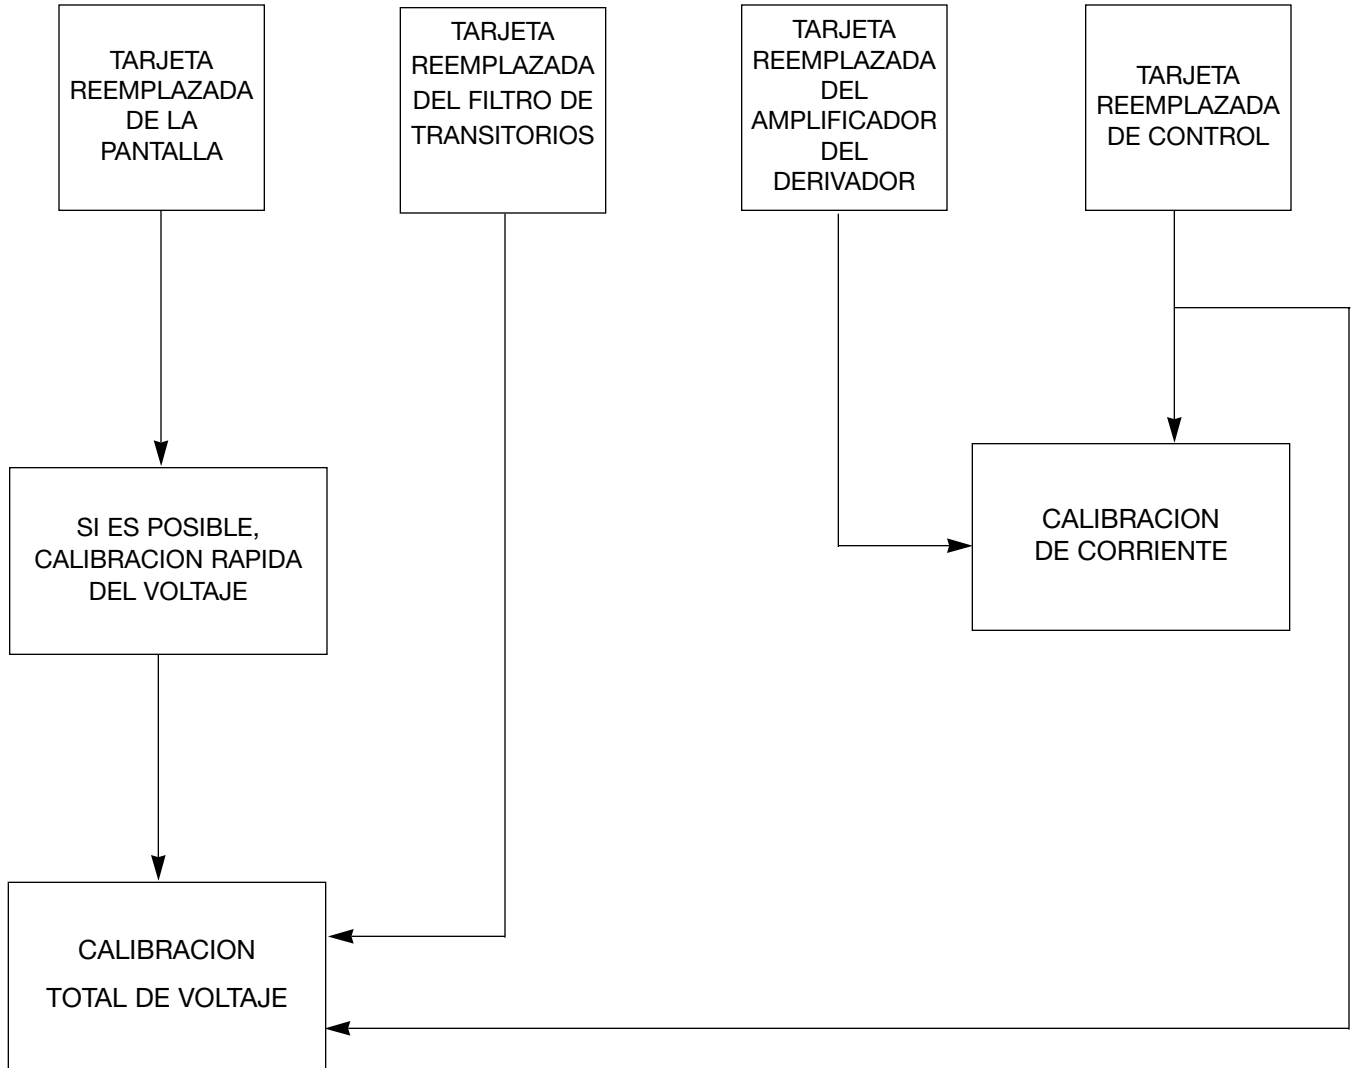 TARJETA
REEMPLAZADA
DE LA
PANTALLA
TARJETA
REEMPLAZADA
DEL FILTRO DE
TRANSITORIOS
TARJETA
REEMPLAZADA
DEL
AMPLIFICADOR
DEL
DERIVADOR
TARJETA
REEMPLAZADA
DE CONTROL
SI ES POSIBLE,
CALIBRACION RAPIDA
DEL VOLTAJE
CALIBRACION
DE CORRIENTE
CALIBRACION
TOTAL DE VOLTAJE